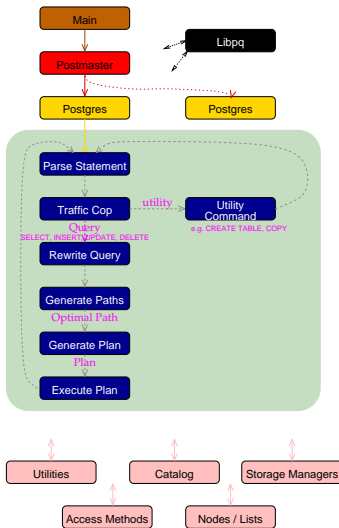 Main
Libpq
Postmaster
Postgres
Postgres
Parse Statement
utility
Traffic Cop
Utility
Command
Query
SELECT, INSERT, UPDATE, DELETE
e.g. CREATE TABLE, COPY
Rewrite Query
Generate Paths
Optimal Path
Generate Plan
Plan
Execute Plan
Utilities
Catalog
Storage Managers
Access Methods
Nodes / Lists